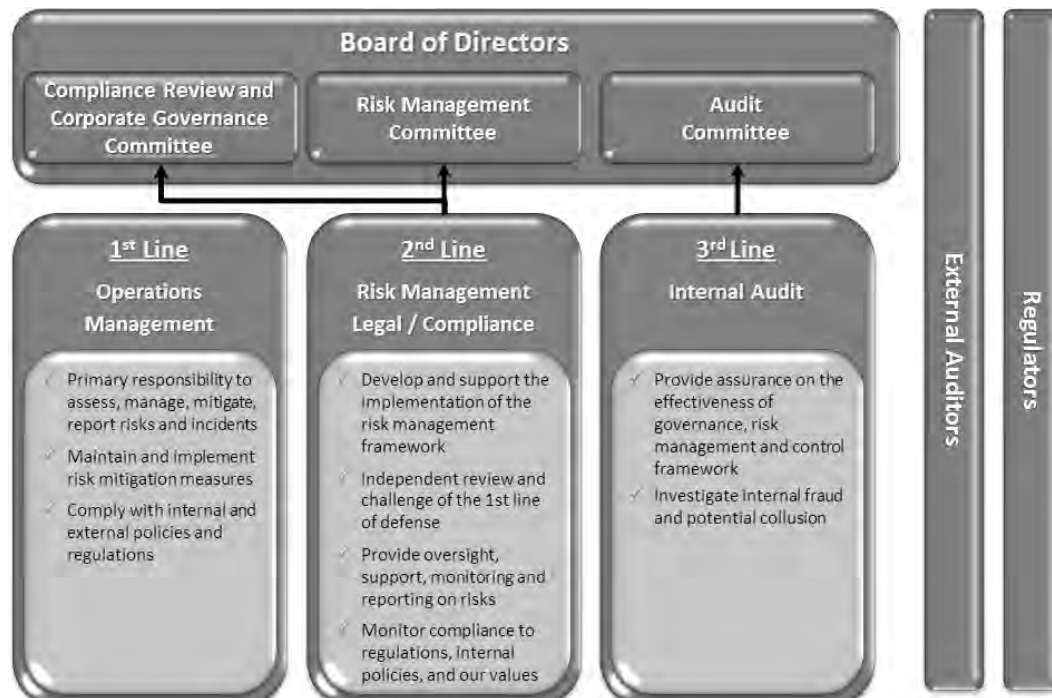 Board of Directors
Compliance Review and
Corporate Governance
Committee
Risk Management
Committee
Audit
Committee
1st Line
Operations
Management
✓ Primary responsibility to
assess, manage, mitigate,
report risks and incidents
✓ Maintain and implement
risk mitigation measures
✓ Comply with internal and
external policies and
regulations
2nd Line
Risk Management
Legal / Compliance
✓ Develop and support the
implementation of the
risk management
framework
✓ Independent review and
challenge of the 1st line
of defense
✓ Provide oversight,
support, monitoring and
reporting on risks
✓ Monitor compliance to
regulations, internal
policies, and our values
3rd Line
Internal Audit
✓ Provide assurance on the
effectiveness of
governance, risk
management and control
framework
✓ Investigate internal fraud
and potential collusion
External Auditors
Regulators